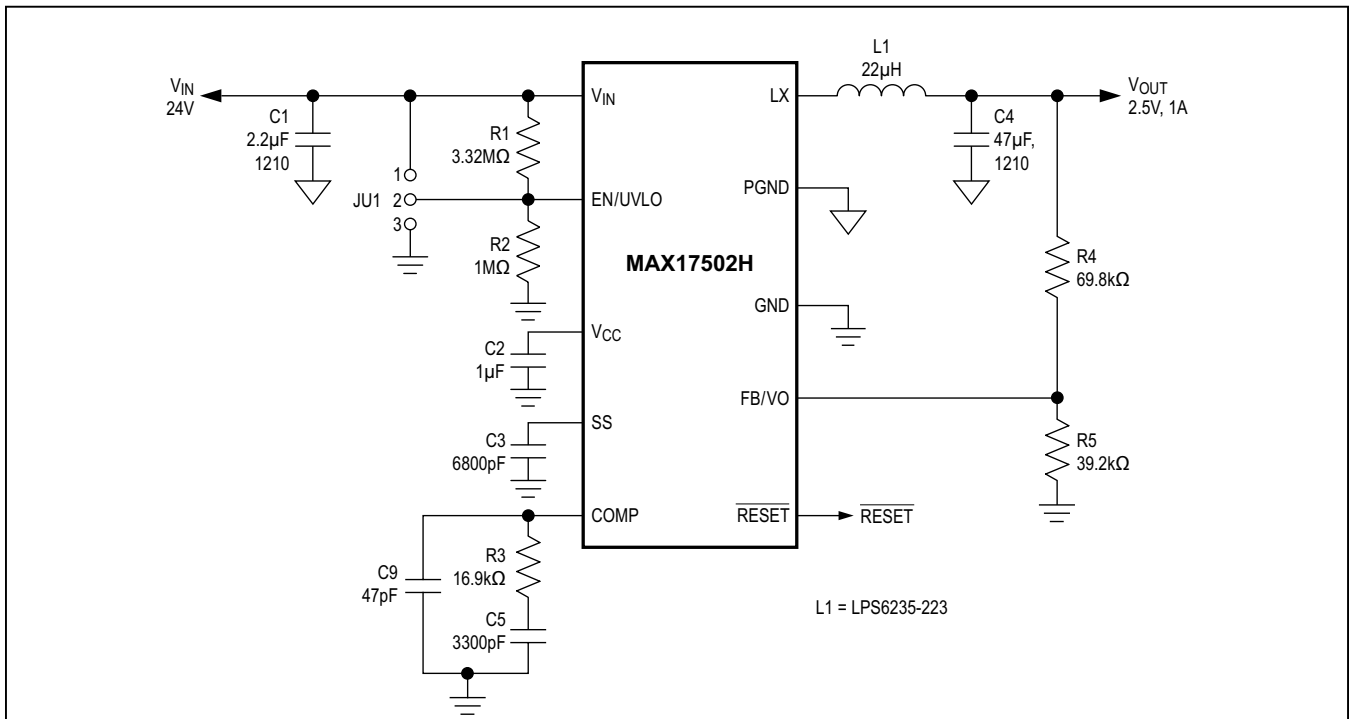 VIN
24V
C1
2.2µF
1210
JU1
1
2
3
R1
3.32MΩ
R2
1MΩ
C2
1µF
C3
6800pF
C9
47pF
R3
16.9kΩ
C5
3300pF
VIN
EN/UVLO
VCC
SS
COMP
MAX17502H
LX
PGND
GND
FB/VO
RESET
RESET
L1
22µH
C4
47µF,
1210
VOUT
2.5V, 1A
R4
69.8kΩ
R5
39.2kΩ
L1 = LPS6235-223